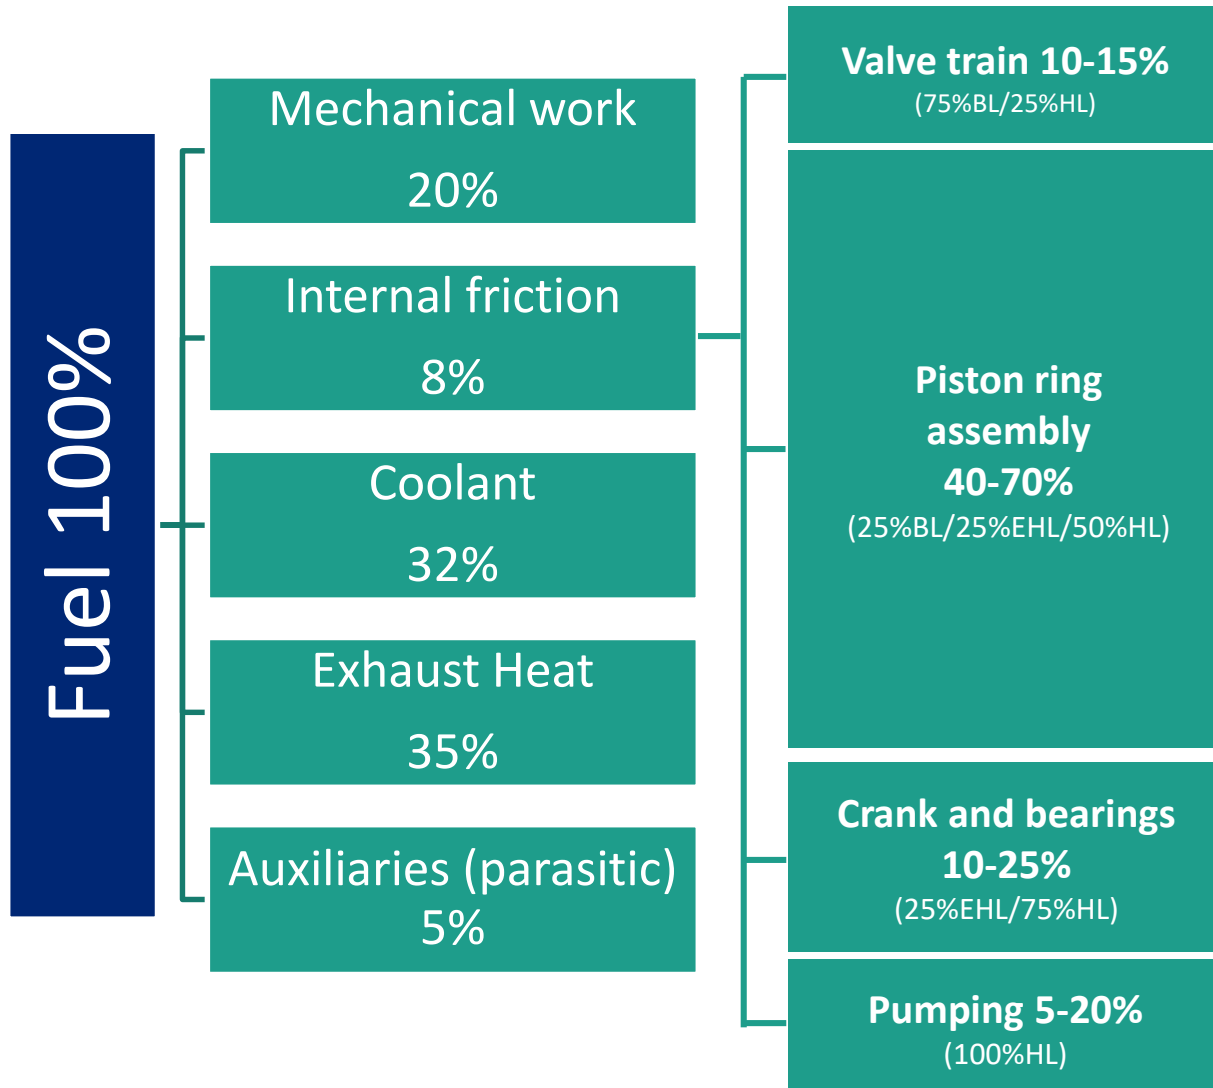 Fuel 100%
Mechanical work
20%
Internal friction
8%
Coolant
32%
Exhaust Heat
35%
Auxiliaries (parasitic)
5%
Valve train 10-15%
(75%BL/25%HL)
Piston ring
assembly
40-70%
(25%BL/25%EHL/50%HL)
Crank and bearings
10-25%
(25%EHL/75%HL)
Pumping 5-20%
(100%HL)